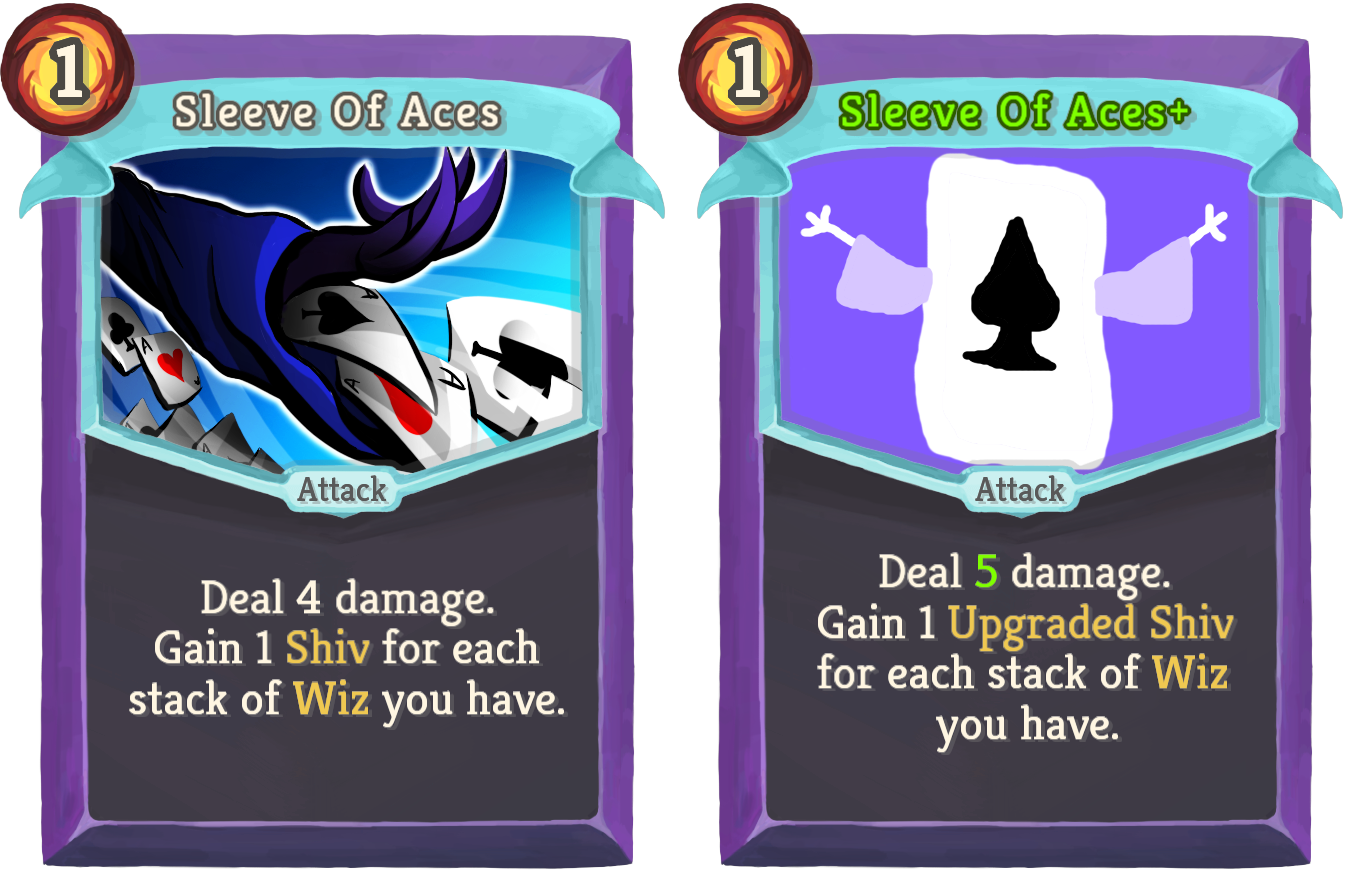 1
Sleeve Of Aces
A
A
A
Attack
Deal 4 damage.
Gain 1 Shiv for each
stack of Wiz you have.
1
Sleeve Of Aces+
Attack
Deal 5 damage.
Gain 1 Upgraded Shiv
for each stack of Wiz
you have.